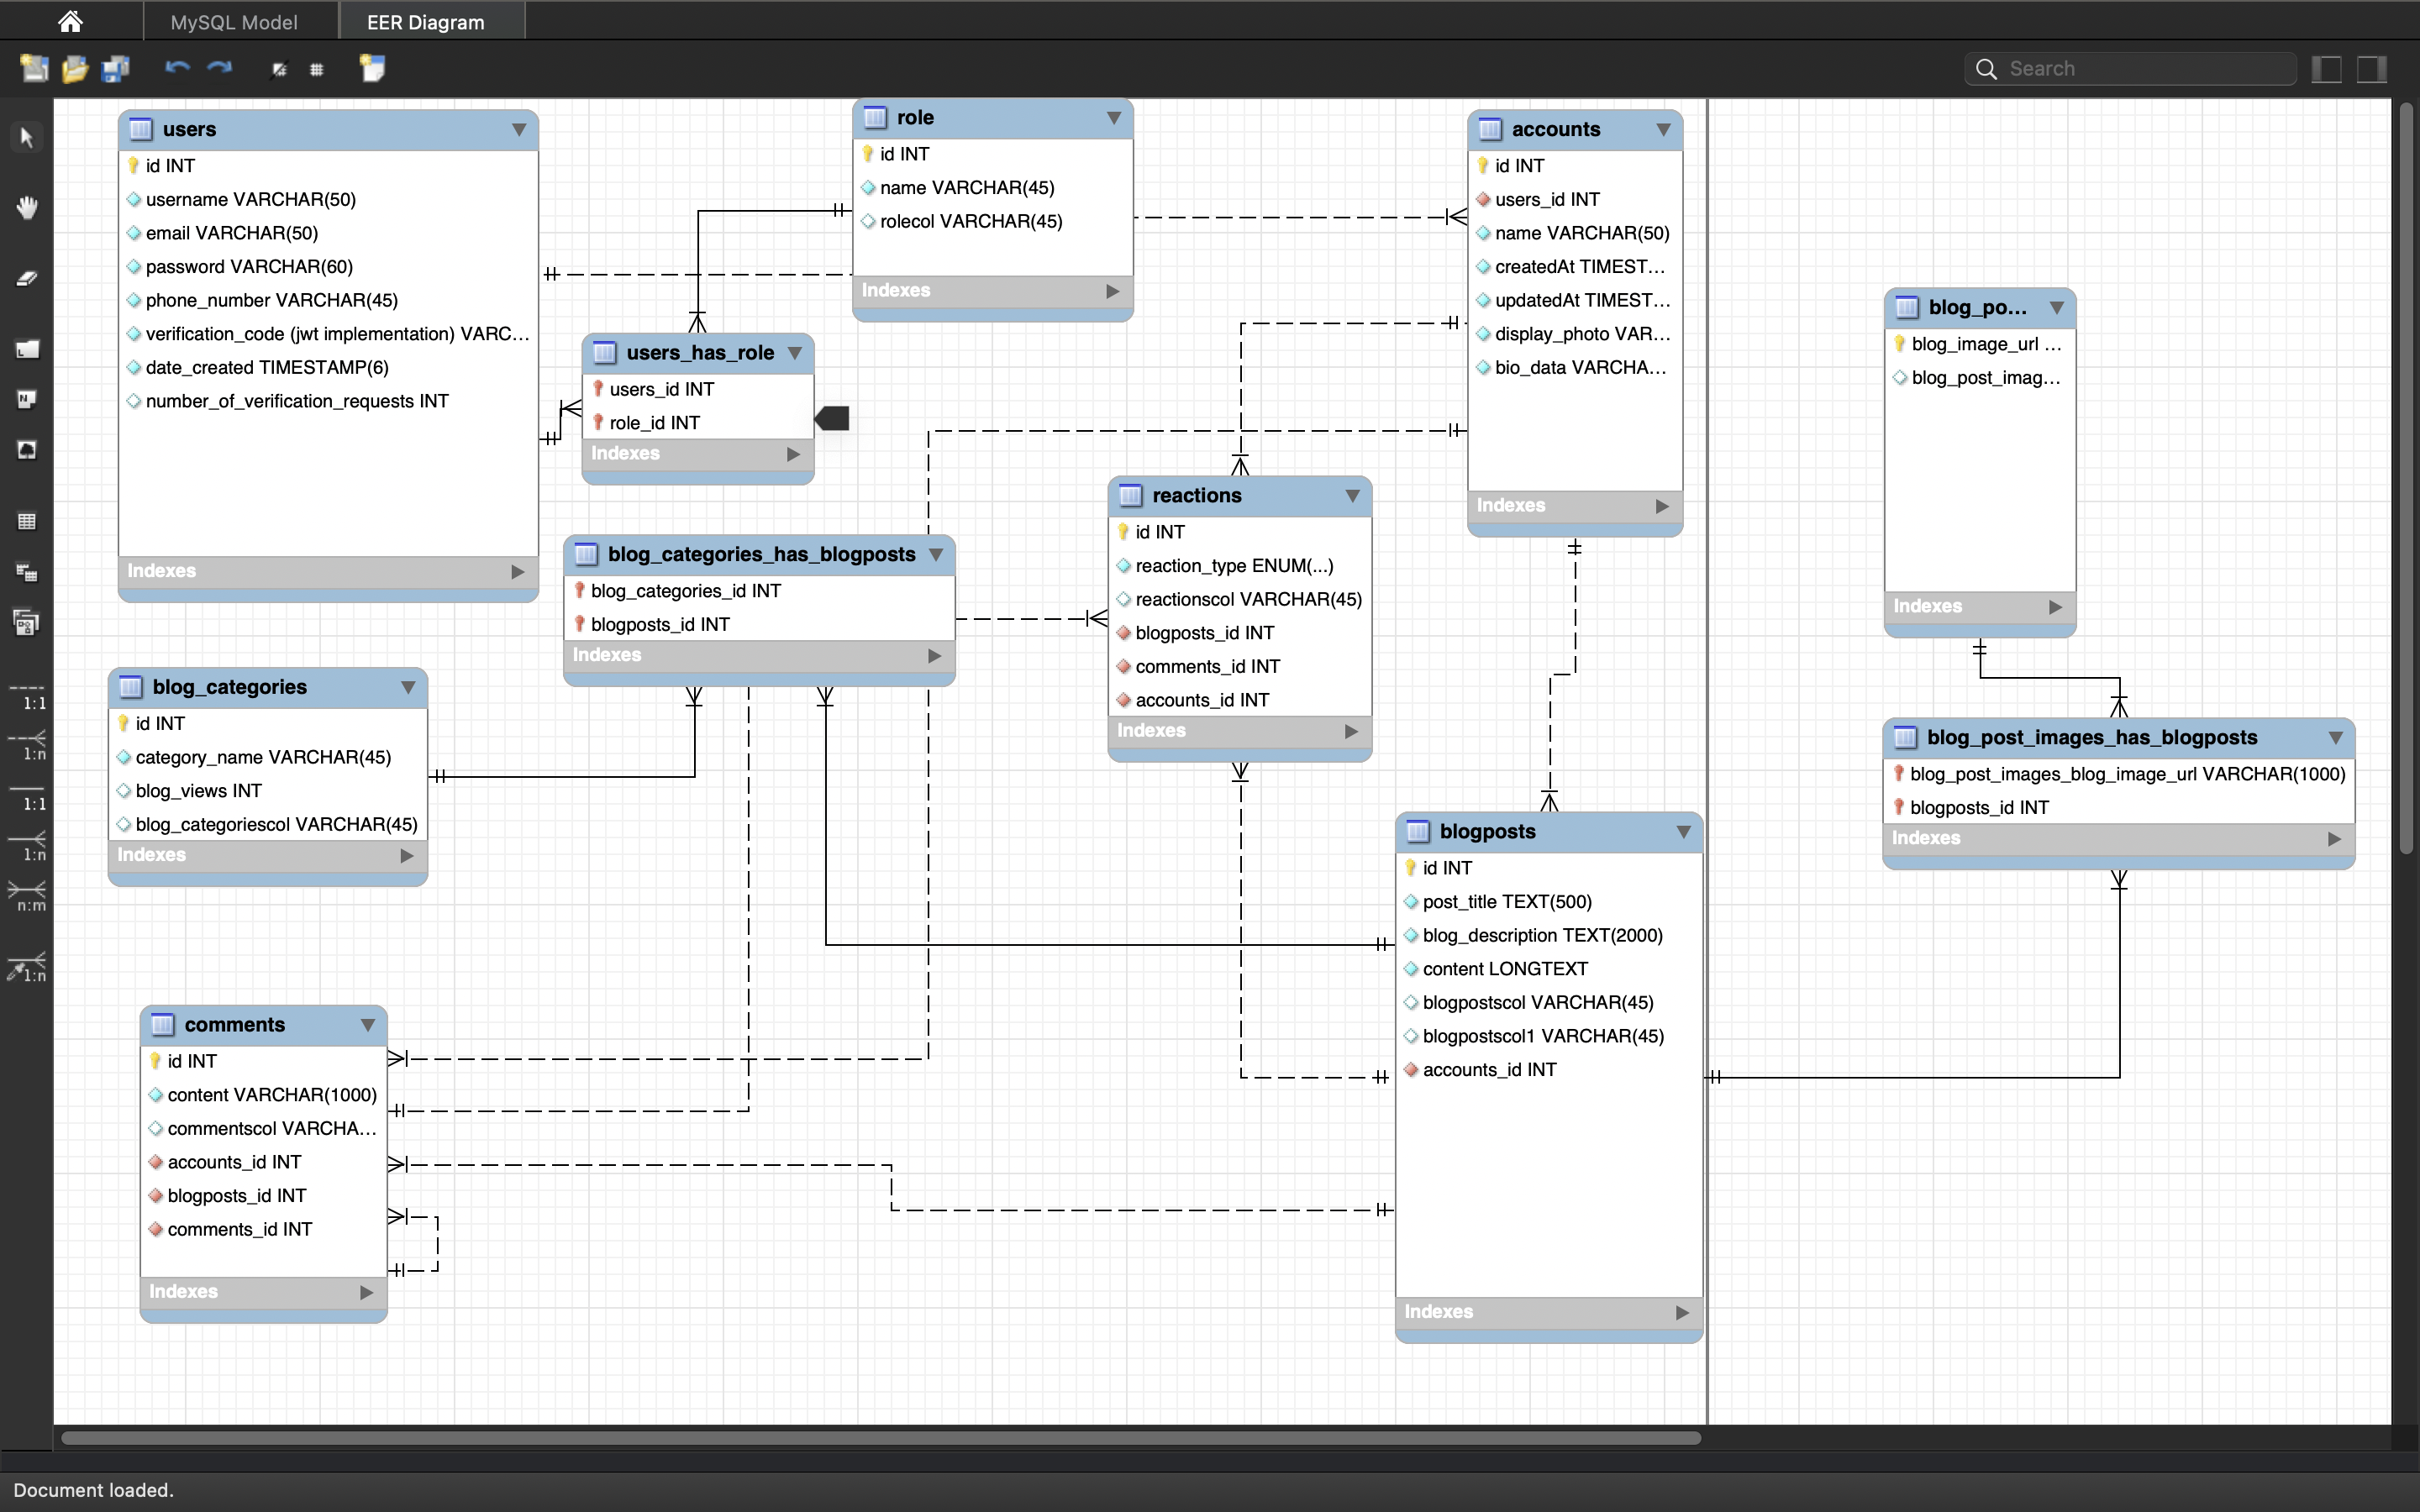 MySQL Model
EER Diagram
Search
users
id INT
username VARCHAR(50)
email VARCHAR(50)
password VARCHAR(60)
phone_number VARCHAR(45)
verification_code (jwt implementation) VARC...
date_created TIMESTAMP(6)
number_of_verification_requests INT
Indexes
role
id INT
name VARCHAR(45)
rolecol VARCHAR(45)
Indexes
accounts
id INT
users_id INT
name VARCHAR(50)
createdAt TIMEST...
updatedAt TIMEST...
display_photo VAR...
bio_data VARCHA...
Indexes
blog_po...
blog_image_url ...
blog_post_imag...
Indexes
users_has_role
users_id INT
role_id INT
Indexes
reactions
id INT
reaction_type ENUM(...)
reactionscol VARCHAR(45)
blogposts_id INT
comments_id INT
accounts_id INT
Indexes
blog_categories_has_blogposts
blog_categories_id INT
blogposts_id INT
Indexes
blog_categories
id INT
category_name VARCHAR(45)
blog_views INT
blog_categoriescol VARCHAR(45)
Indexes
blog_post_images_has_blogposts
blog_post_images_blog_image_url VARCHAR(1000)
blogposts_id INT
Indexes
blogposts
id INT
post_title TEXT(500)
blog_description TEXT(2000)
content LONGTEXT
blogpostscol VARCHAR(45)
blogpostscol1 VARCHAR(45)
accounts_id INT
Indexes
comments
id INT
content VARCHAR(1000)
commentscol VARCHA...
accounts_id INT
blogposts_id INT
comments_id INT
Indexes
1:1
1:n
1:1
1:n
n:m
1:n
Document loaded.